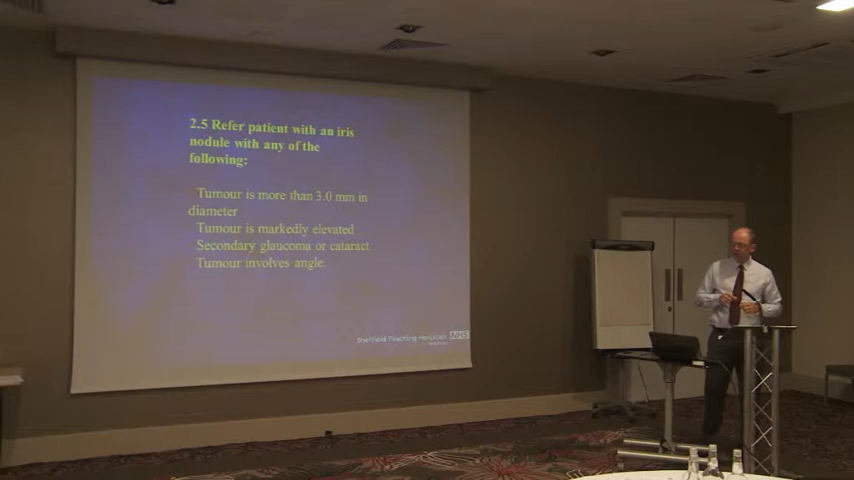 2.5 Refer patient with an iris
nodule with any of the
following:
Tumour is more than 3.0 mm in
diameter
Tumour is markedly elevated
Secondary glaucoma or cataract
Tumour involves angle.
Sheffield Teaching Hospitals NHS